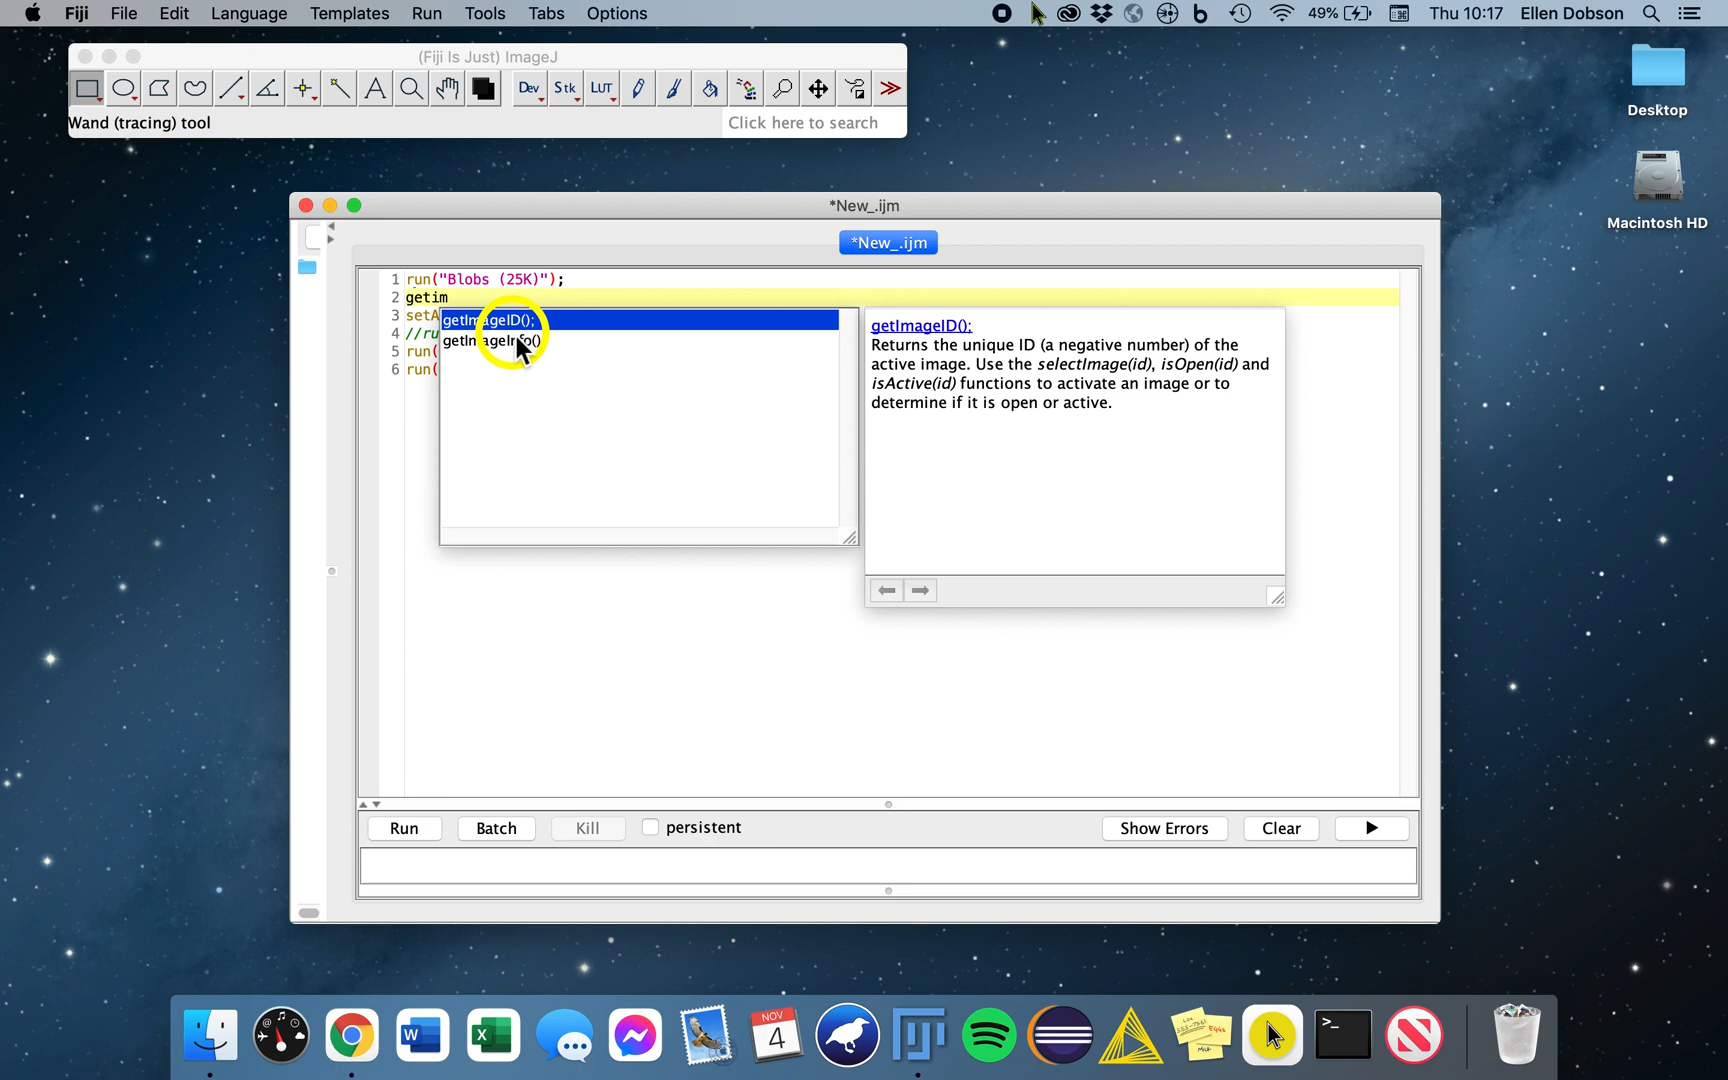 Fiji File Edit Language Templates Run Tools Tabs Options 49% Thu 10:17 Ellen Dobson
(Fiji Is Just) ImageJ
Dev Stk LUT
Wand (tracing) tool Click here to search
Desktop
Macintosh HD
*New_.ijm
*New_.ijm
1 run("Blobs (25K)");
2 getim
3 setA
4 //ru
5 run(
6 run(
getImageID();
getImageInfo()
getImageID();
Returns the unique ID (a negative number) of the
active image. Use the selectImage(id), isOpen(id) and
isActive(id) functions to activate an image or to
determine if it is open or active.
Run Batch Kill persistent Show Errors Clear
NOV
4